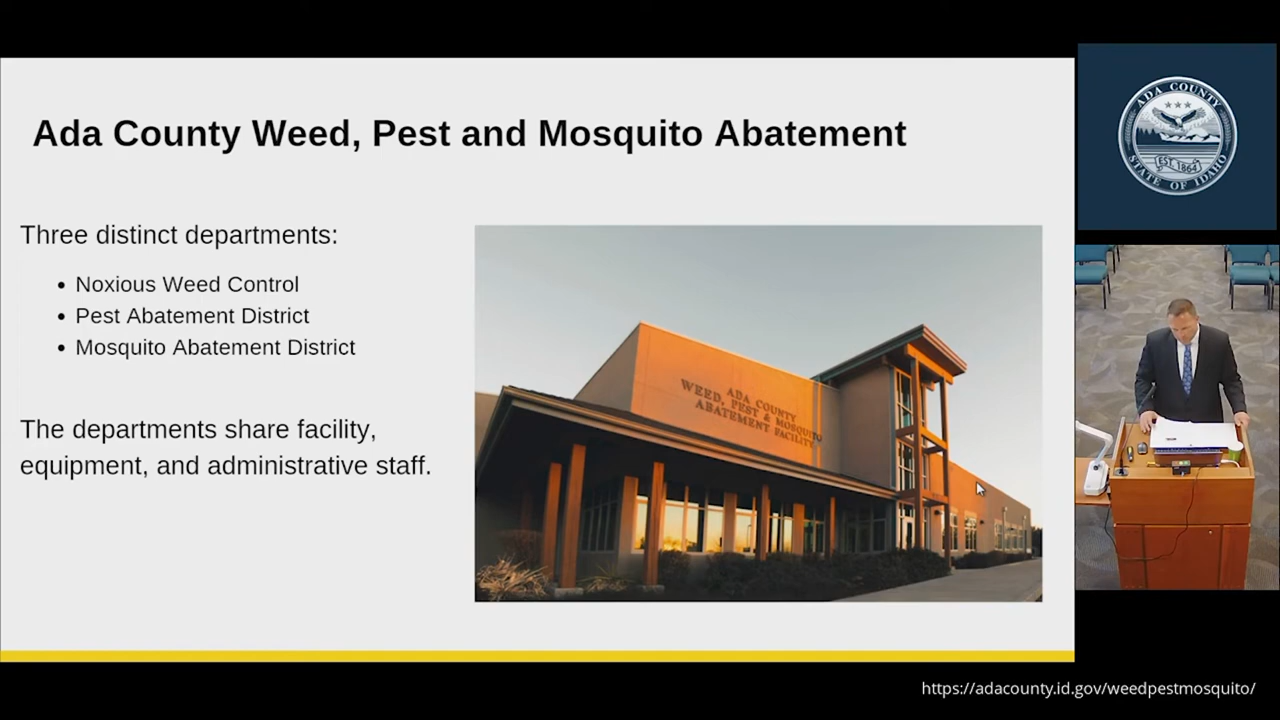 Ada County Weed, Pest and Mosquito Abatement
Three distinct departments:
• Noxious Weed Control
• Pest Abatement District
• Mosquito Abatement District
The departments share facility,
equipment, and administrative staff.
ADA COUNTY
WEED, PEST & MOSQUITO
ABATEMENT FACILITY
ADA COUNTY
EST. 1864
STATE OF IDAHO
https://adacounty.id.gov/weedpestmosquito/